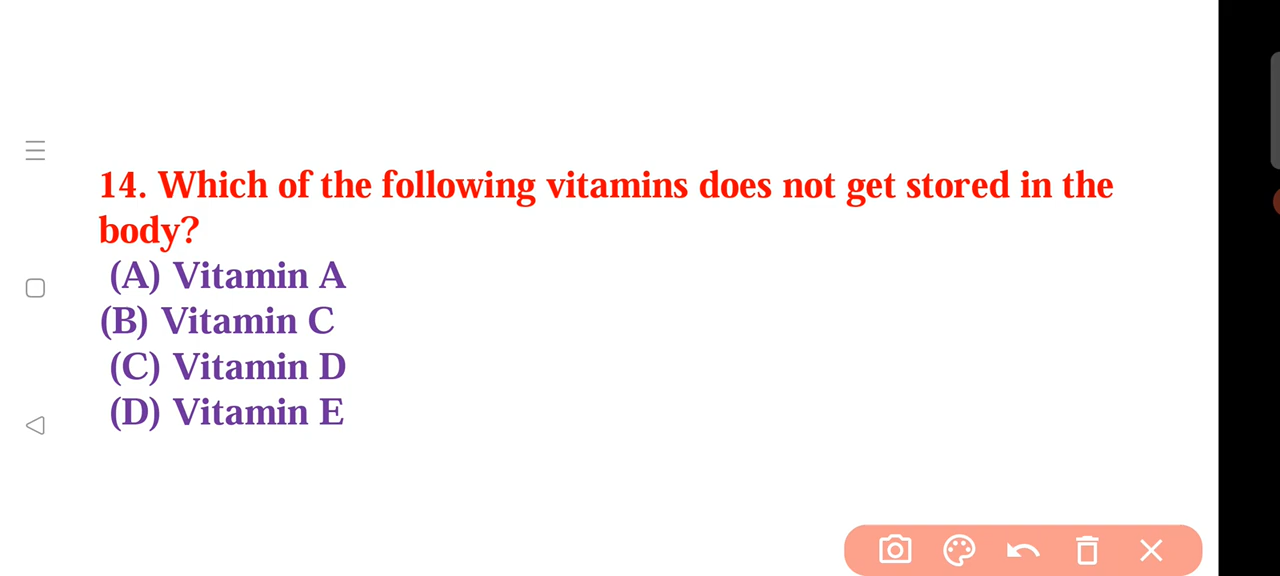 14. Which of the following vitamins does not get stored in the
body?
(A) Vitamin A
(B) Vitamin C
(C) Vitamin D
(D) Vitamin E